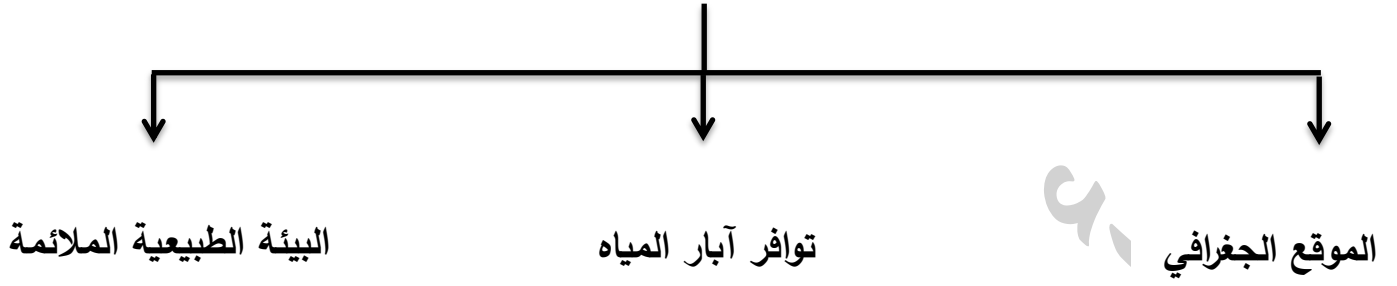 الموقع الجغرافي
توافر آبار المياه
البيئة الطبيعية الملائمة